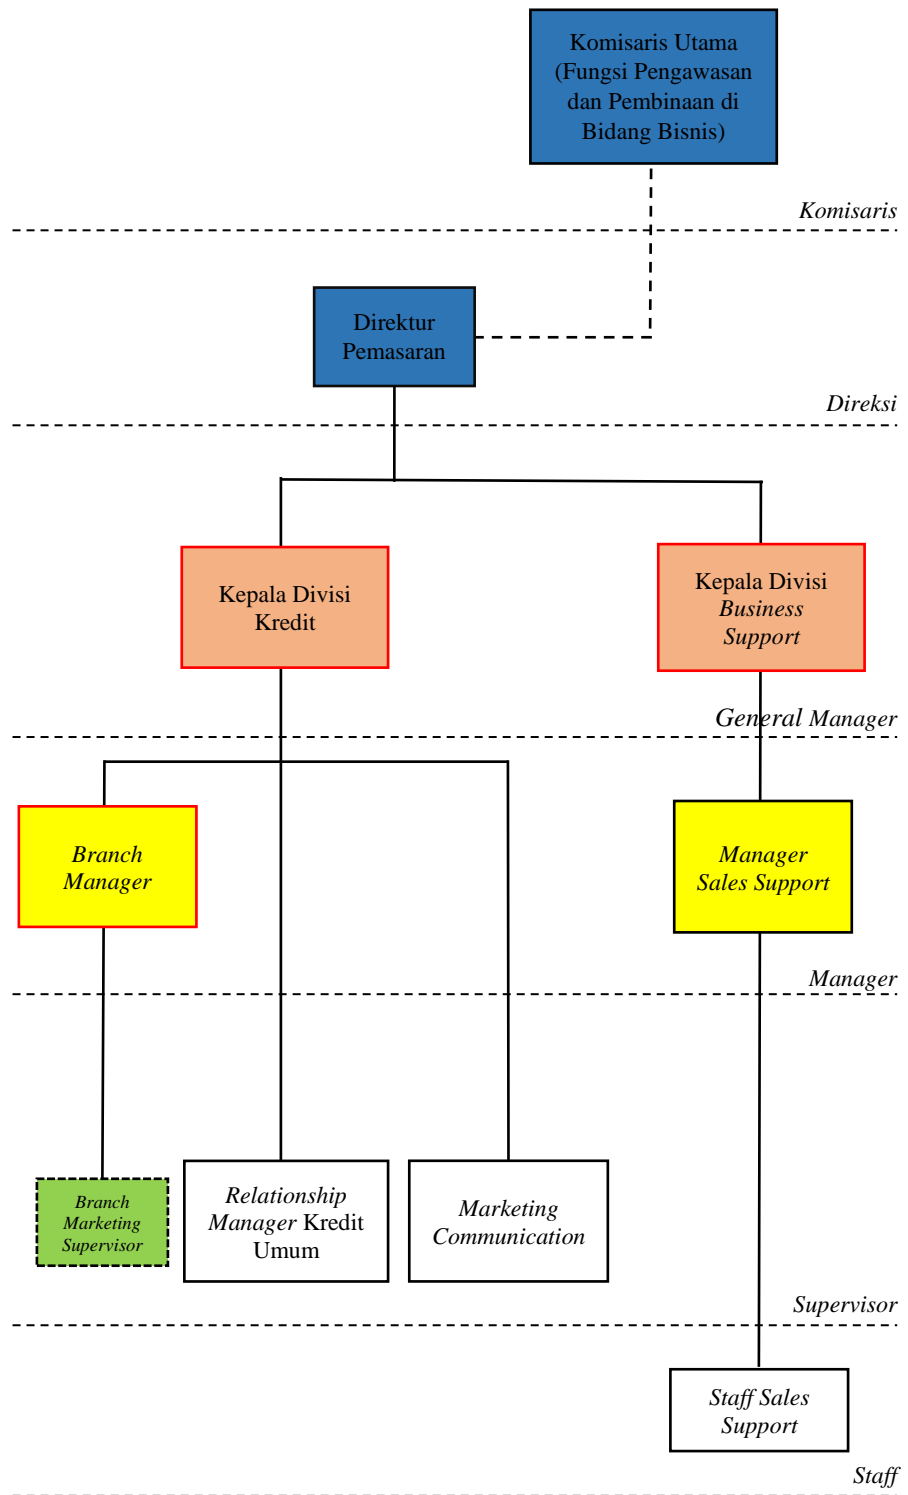 Komisaris Utama
(Fungsi Pengawasan
dan Pembinaan di
Bidang Bisnis)
Komisaris
Direktur
Pemasaran
Direksi
Kepala Divisi
Kredit
Kepala Divisi
Business
Support
General Manager
Branch
Manager
Manager
Sales Support
Manager
Branch
Marketing
Supervisor
Relationship
Manager Kredit
Umum
Marketing
Communication
Supervisor
Staff Sales
Support
Staff